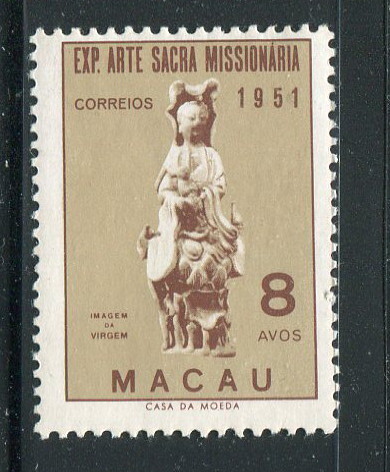 EXP. ARTE SACRA MISSIONÁRIA
CORREIOS 1951
IMAGEM
DA
VIRGEM
8
AVOS
MACAU
CASA DA MOEDA